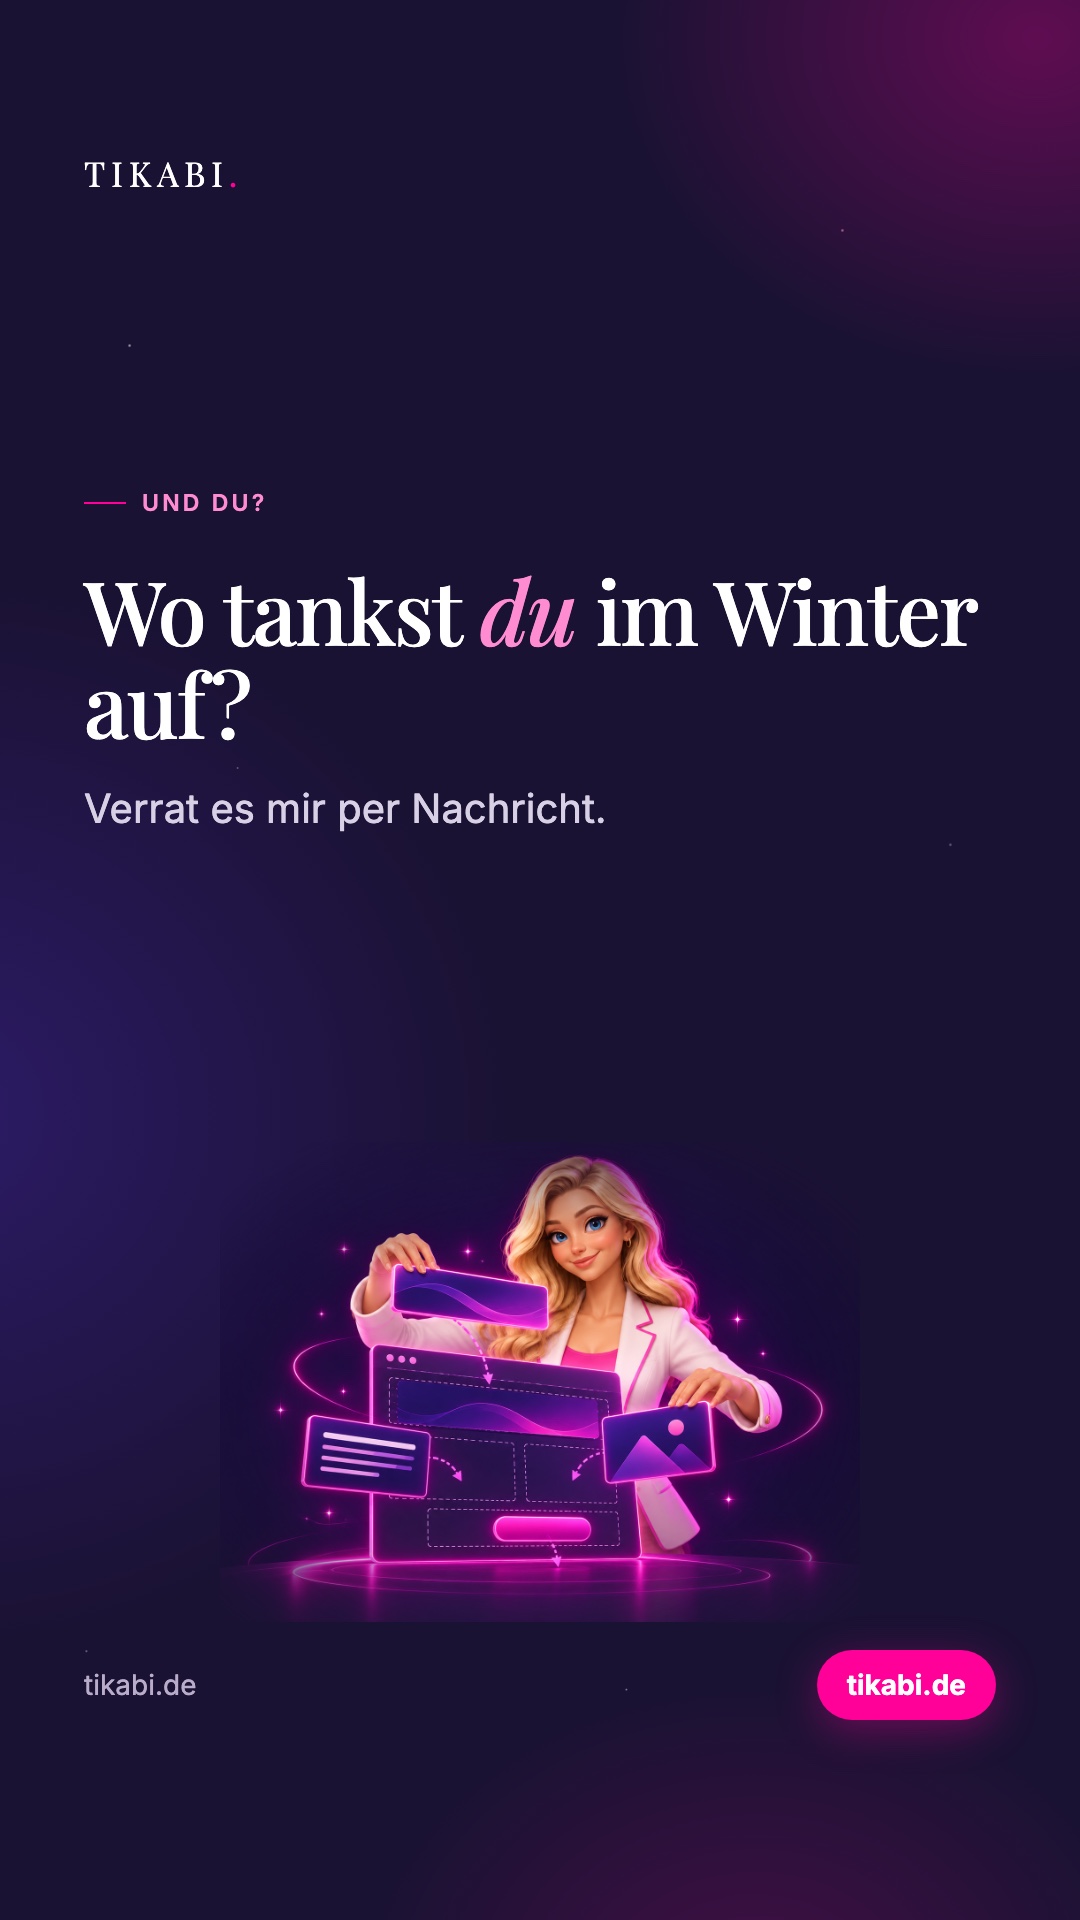 TIKABI.
UND DU?
Wo tankst du im Winter
auf?
Verrat es mir per Nachricht.
tikabi.de
tikabi.de